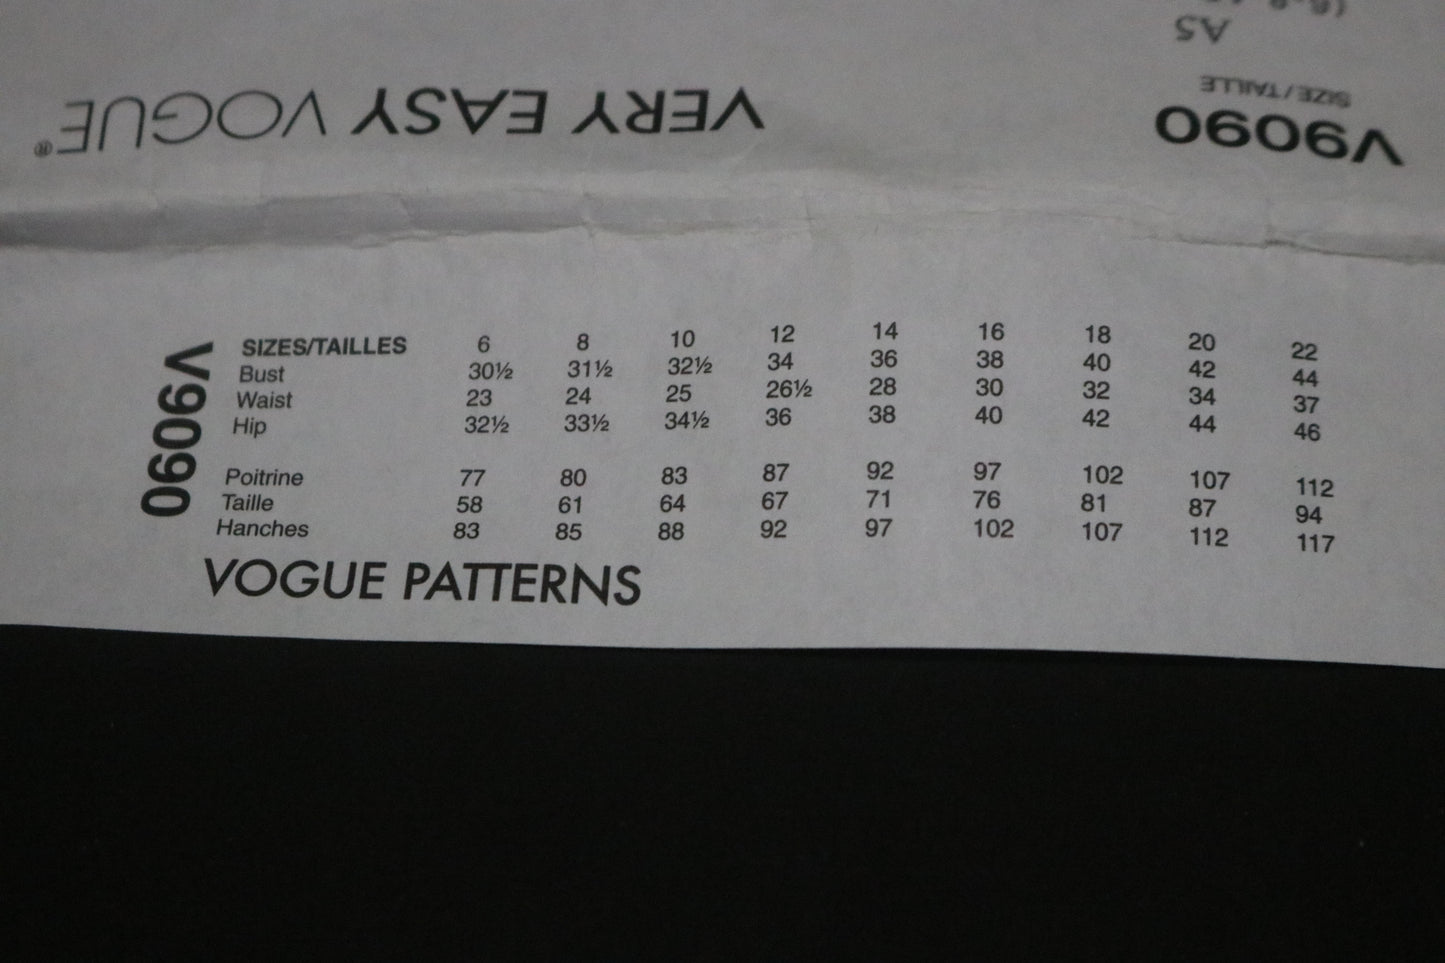 A5
SIZE/TAILLE
V9090
VERY EASY VOGUE®
V9090
SIZES/TAILLES 6 8 10 12 14 16 18 20 22
Bust 30½ 31½ 32½ 34 36 38 40 42 44
Waist 23 24 25 26½ 28 30 32 34 37
Hip 32½ 33½ 34½ 36 38 40 42 44 46
Poitrine 77 80 83 87 92 97 102 107 112
Taille 58 61 64 67 71 76 81 87 94
Hanches 83 85 88 92 97 102 107 112 117
VOGUE PATTERNS